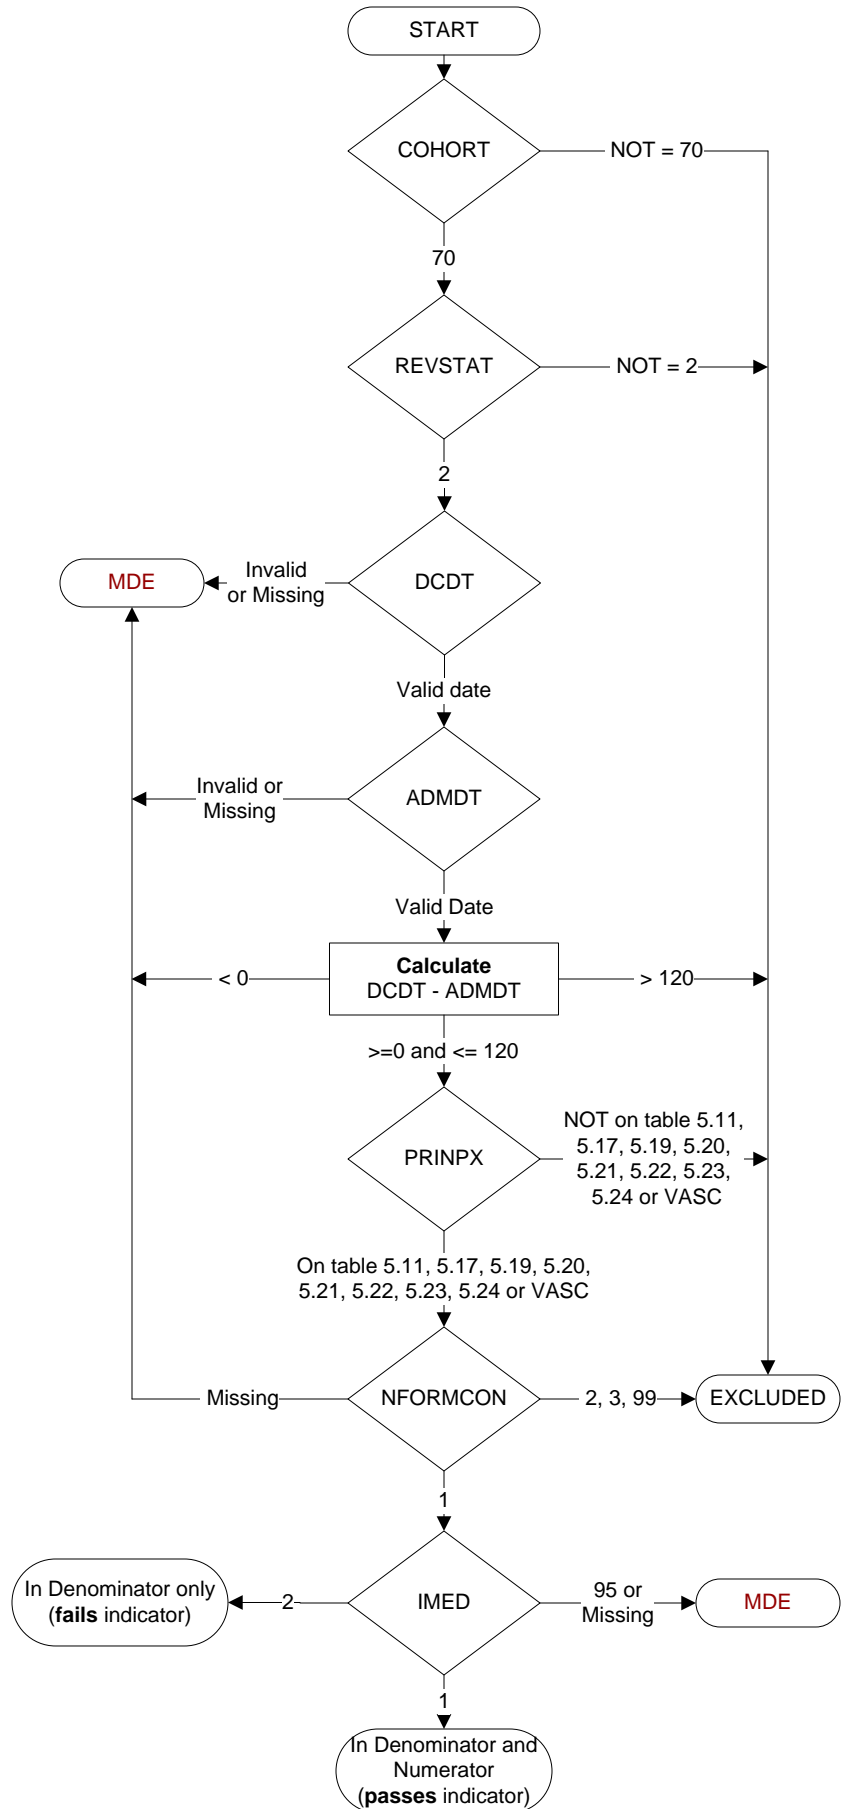 START
COHORT
NOT = 70
70
REVSTAT
NOT = 2
2
DCDT
Invalid
or Missing
MDE
Valid date
ADMDT
Invalid or
Missing
Valid Date
Calculate
DCDT - ADMDT
< 0
> 120
>=0 and <= 120
PRINPX
NOT on table 5.11,
5.17, 5.19, 5.20,
5.21, 5.22, 5.23,
5.24 or VASC
On table 5.11, 5.17, 5.19, 5.20,
5.21, 5.22, 5.23, 5.24 or VASC
NFORMCON
Missing
2, 3, 99
EXCLUDED
1
IMED
2
In Denominator only
(fails indicator)
95 or
Missing
MDE
1
In Denominator and
Numerator
(passes indicator)